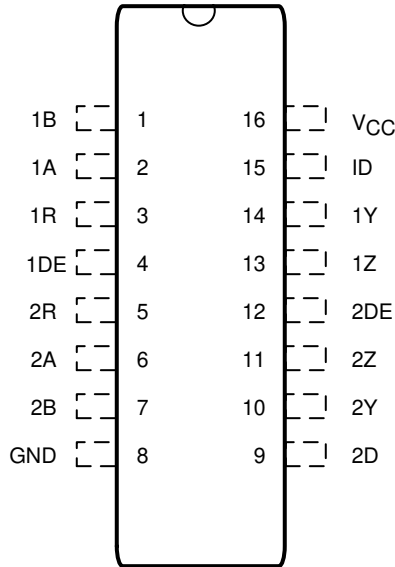 1B 1 16 VCC
1A 2 15 ID
1R 3 14 1Y
1DE 4 13 1Z
2R 5 12 2DE
2A 6 11 2Z
2B 7 10 2Y
GND 8 9 2D